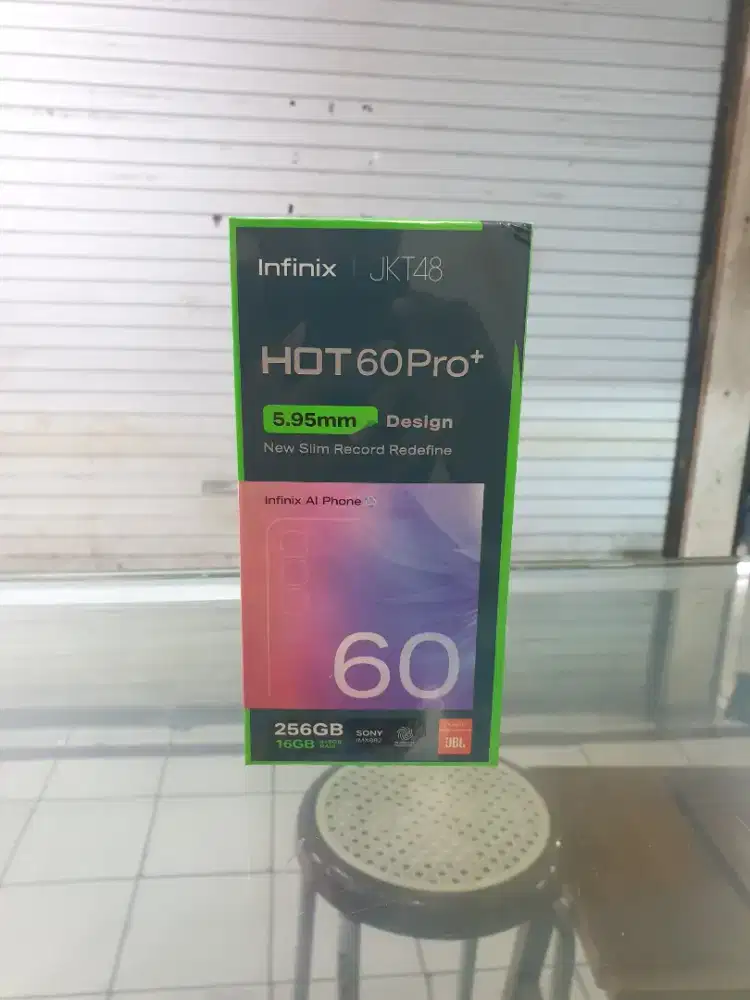 Infinix | JKT48
HOT 60 Pro+
5.95mm Design
New Slim Record Redefine
Infinix AI Phone
60
256GB
16GB
SONY
JBL